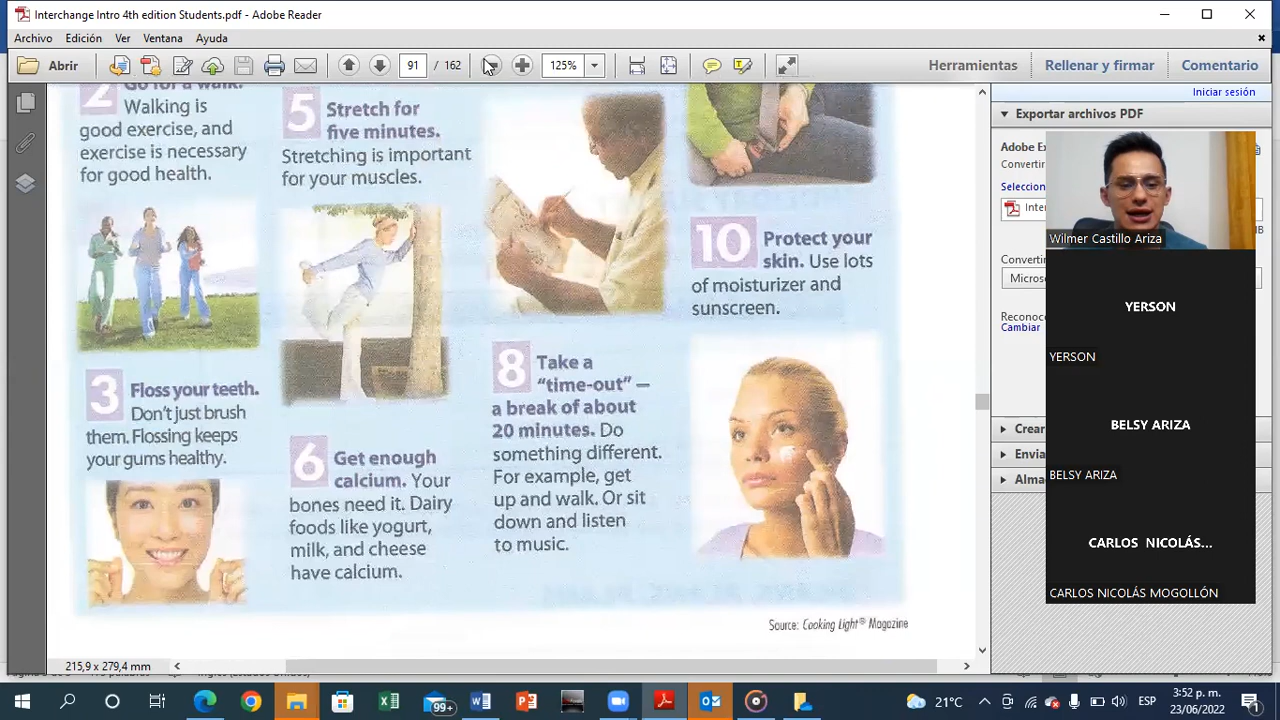 Interchange Intro 4th edition Students.pdf - Adobe Reader
Archivo Edición Ver Ventana Ayuda
Abrir 91 / 162 125% Herramientas Rellenar y firmar Comentario
Iniciar sesión
Exportar archivos PDF
2 Go for a walk.
Walking is
good exercise, and
exercise is necessary
for good health.
3 Floss your teeth.
Don't just brush
them. Flossing keeps
your gums healthy.
5 Stretch for
five minutes.
Stretching is important
for your muscles.
6 Get enough
calcium. Your
bones need it. Dairy
foods like yogurt,
milk, and cheese
have calcium.
8 Take a
"time-out" –
a break of about
20 minutes. Do
something different.
For example, get
up and walk. Or sit
down and listen
to music.
10 Protect your
skin. Use lots
of moisturizer and
sunscreen.
Source: Cooking Light® Magazine
Wilmer Castillo Ariza
YERSON
YERSON
BELSY ARIZA
BELSY ARIZA
CARLOS NICOLÁS...
CARLOS NICOLÁS MOGOLLÓN
215,9 x 279,4 mm
99+
21°C
ESP
3:52 p. m.
23/06/2022
1